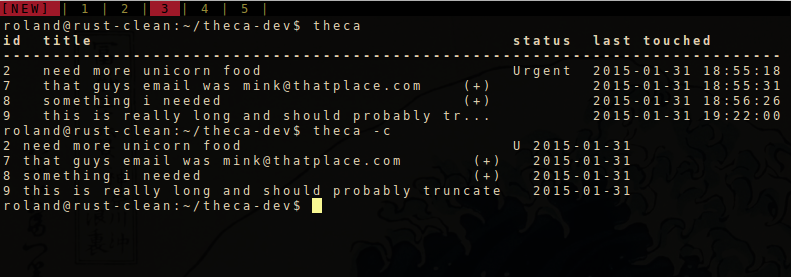 [NEW] | 1 | 2 | 3 | 4 | 5 |
roland@rust-clean:~/theca-dev$ theca
id title status last touched
--------------------------------------------------------------------------------
2 need more unicorn food Urgent 2015-01-31 18:55:18
7 that guys email was mink@thatplace.com (+) 2015-01-31 18:55:31
8 something i needed (+) 2015-01-31 18:56:26
9 this is really long and should probably tr... 2015-01-31 19:22:00
roland@rust-clean:~/theca-dev$ theca -c
2 need more unicorn food U 2015-01-31
7 that guys email was mink@thatplace.com (+) 2015-01-31
8 something i needed (+) 2015-01-31
9 this is really long and should probably truncate 2015-01-31
roland@rust-clean:~/theca-dev$